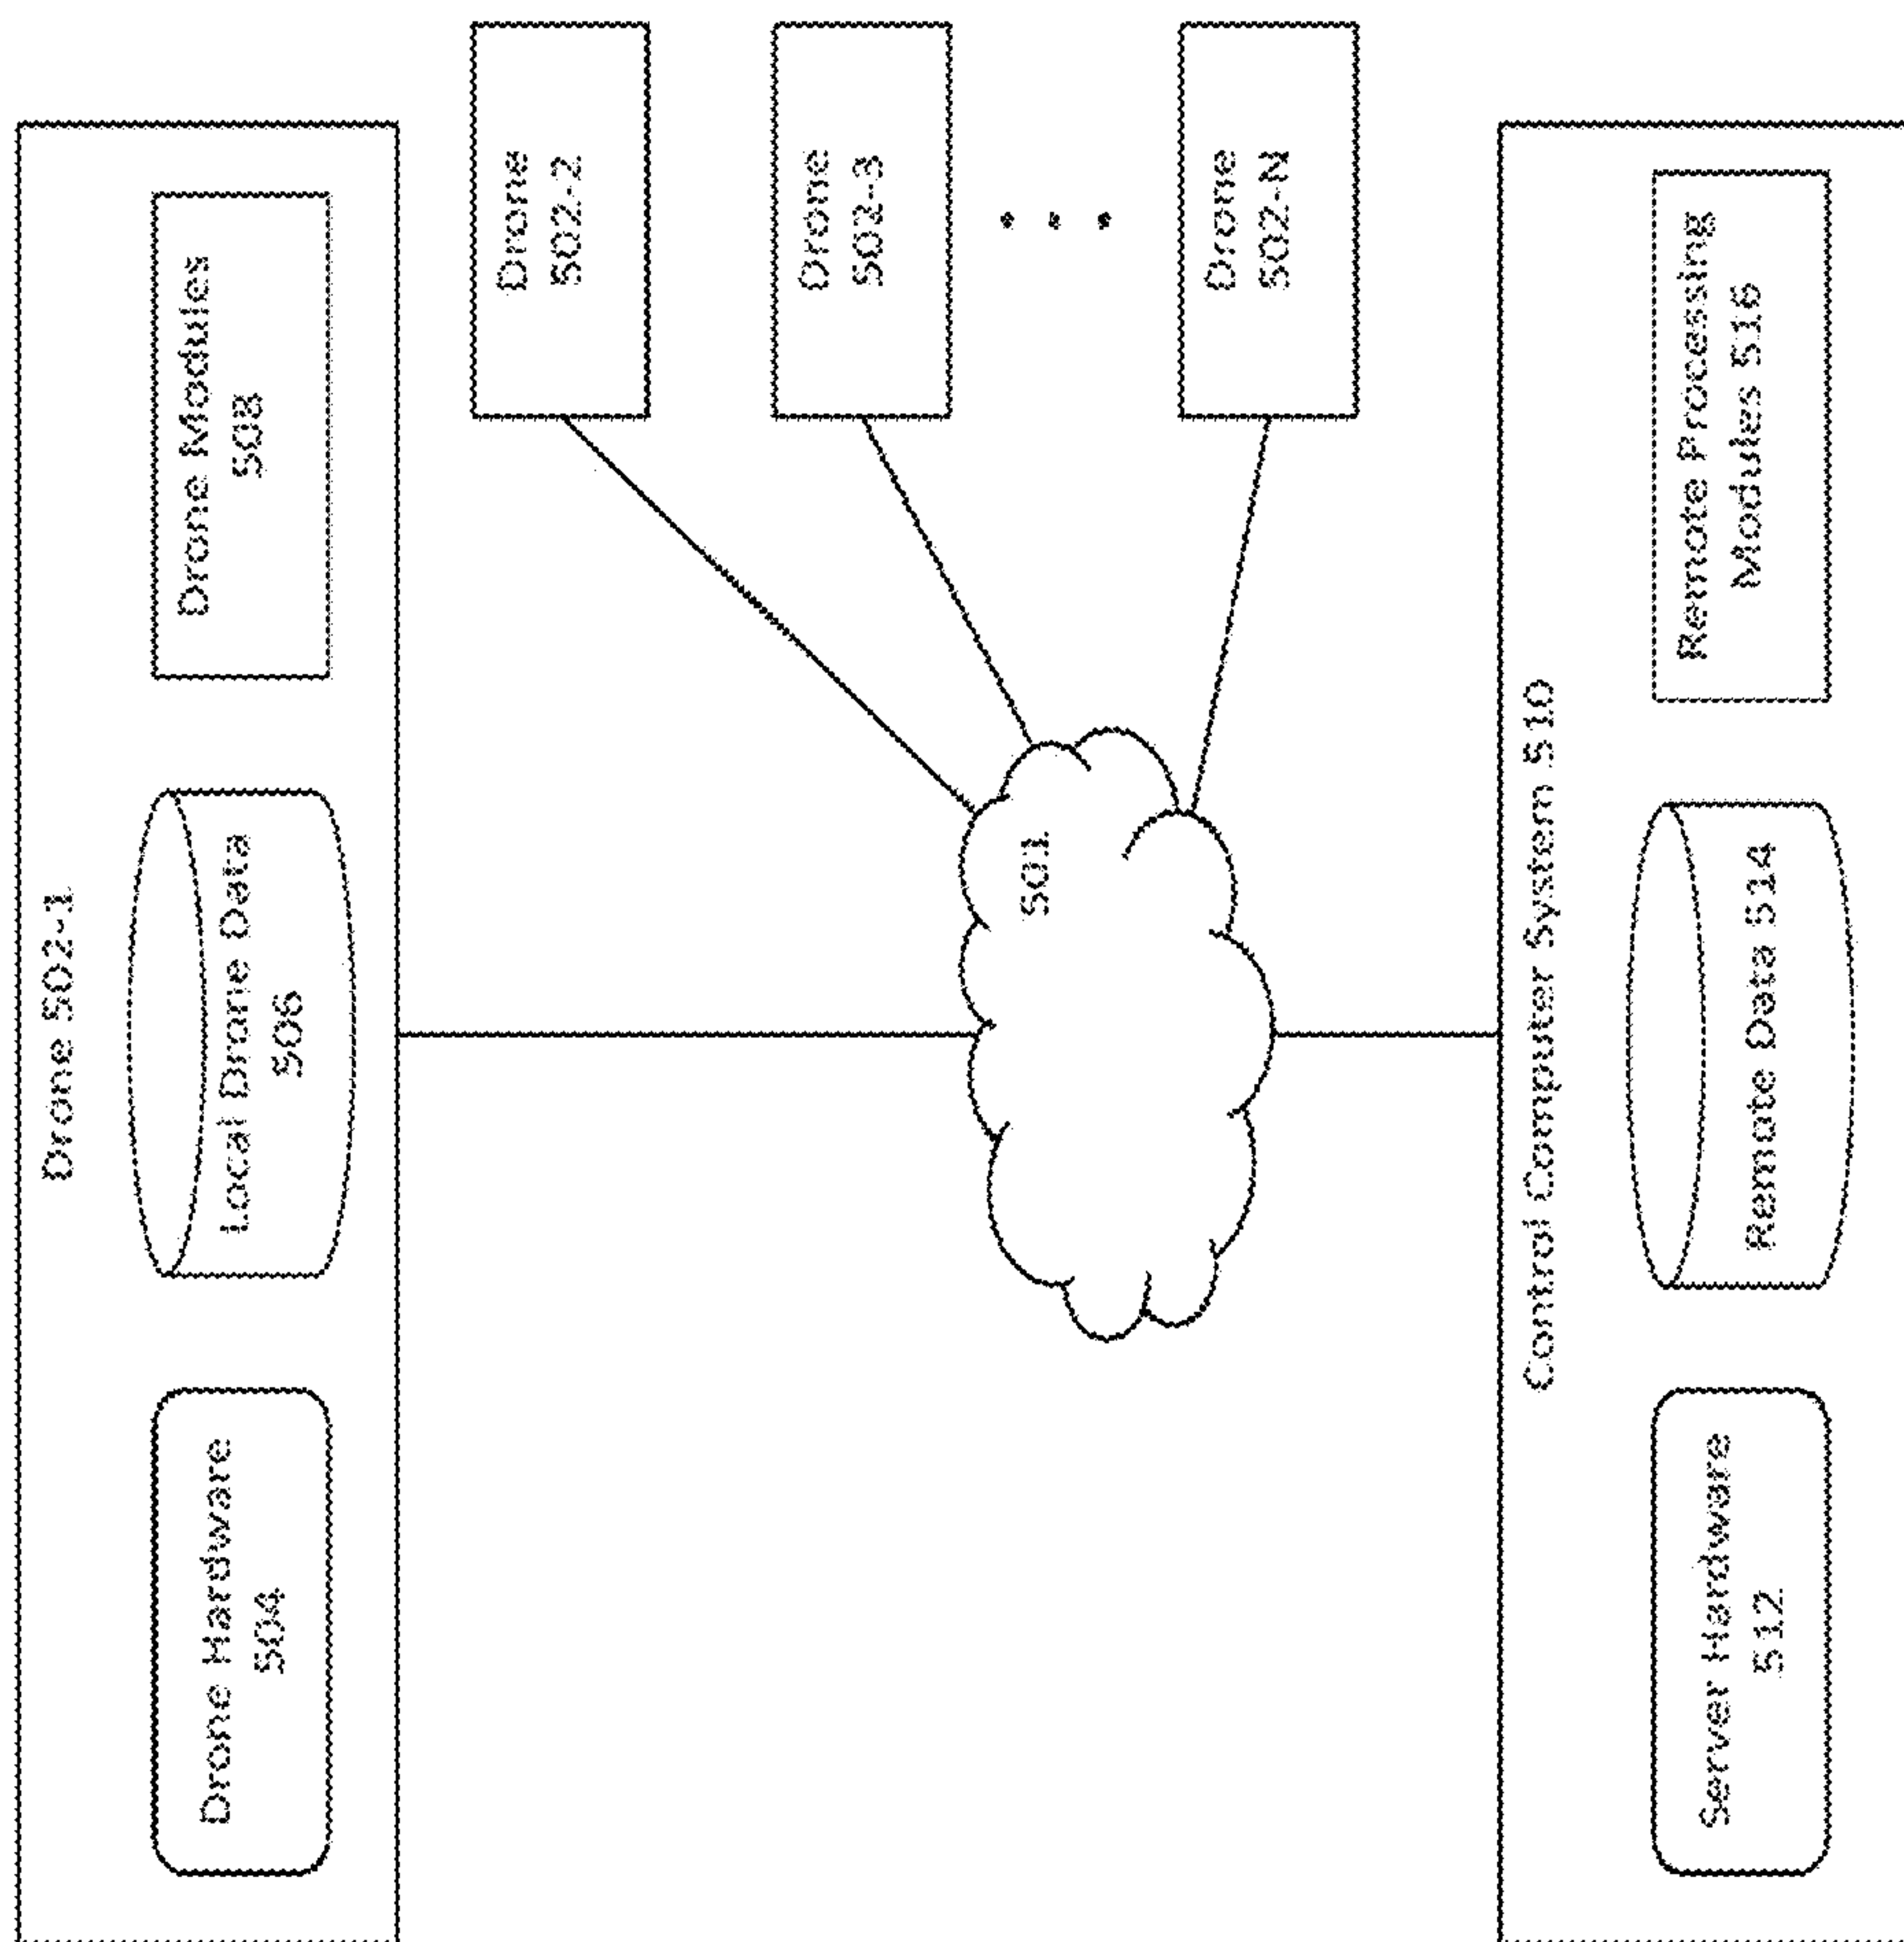 Drone 502-1
Drone Hardware
504
Local Drone Data
506
Drone Modules
508
Drone
502-2
Drone
502-3
Drone
502-N
501
Control Computer System 510
Server Hardware
512
Remote Data 514
Remote Processing
Modules 516